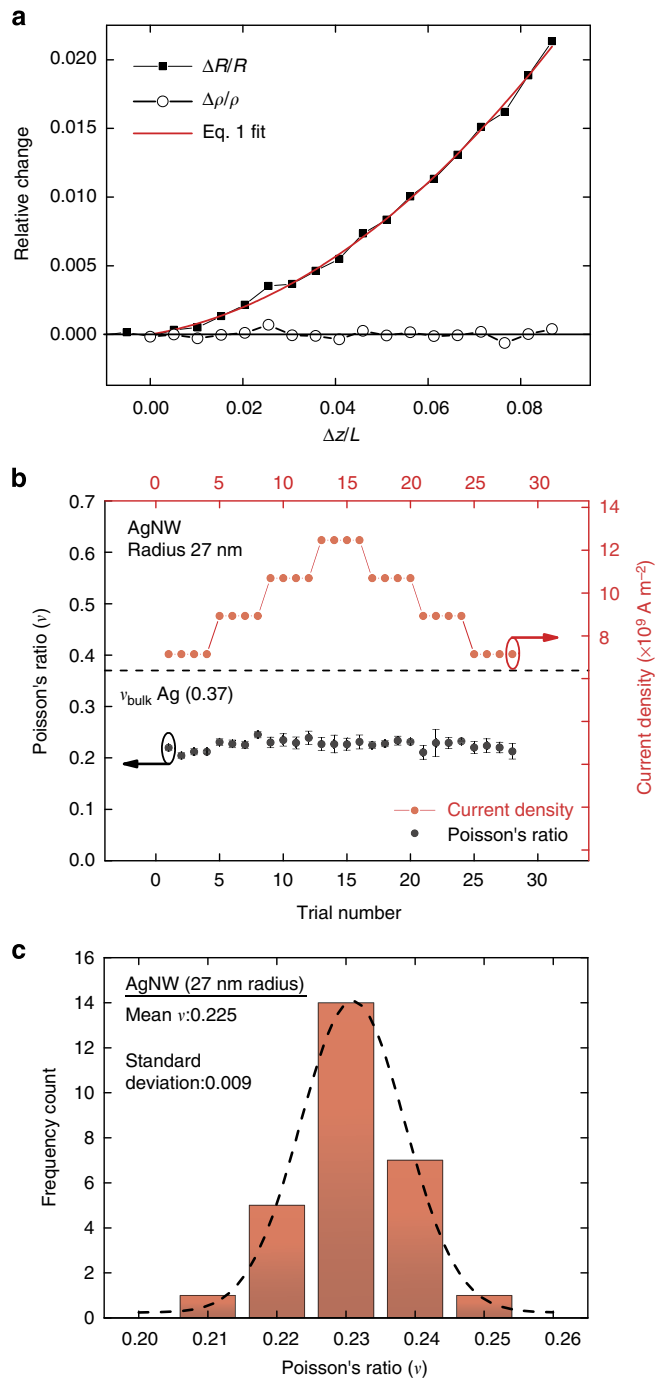 a
0.020
0.015
0.010
0.005
0.000
Relative change
ΔR/R
Δρ/ρ
Eq. 1 fit
0.00 0.02 0.04 0.06 0.08
Δz/L
b
0 5 10 15 20 25 30
0.7
0.6
0.5
0.4
0.3
0.2
0.1
0.0
Poisson's ratio (ν)
AgNW
Radius 27 nm
νbulk Ag (0.37)
Current density
Poisson's ratio
14
12
10
8
Current density (×10⁹ A m⁻²)
0 5 10 15 20 25 30
Trial number
c
16
14
12
10
8
6
4
2
0
Frequency count
AgNW (27 nm radius)
Mean ν:0.225
Standard
deviation:0.009
0.20 0.21 0.22 0.23 0.24 0.25 0.26
Poisson's ratio (ν)